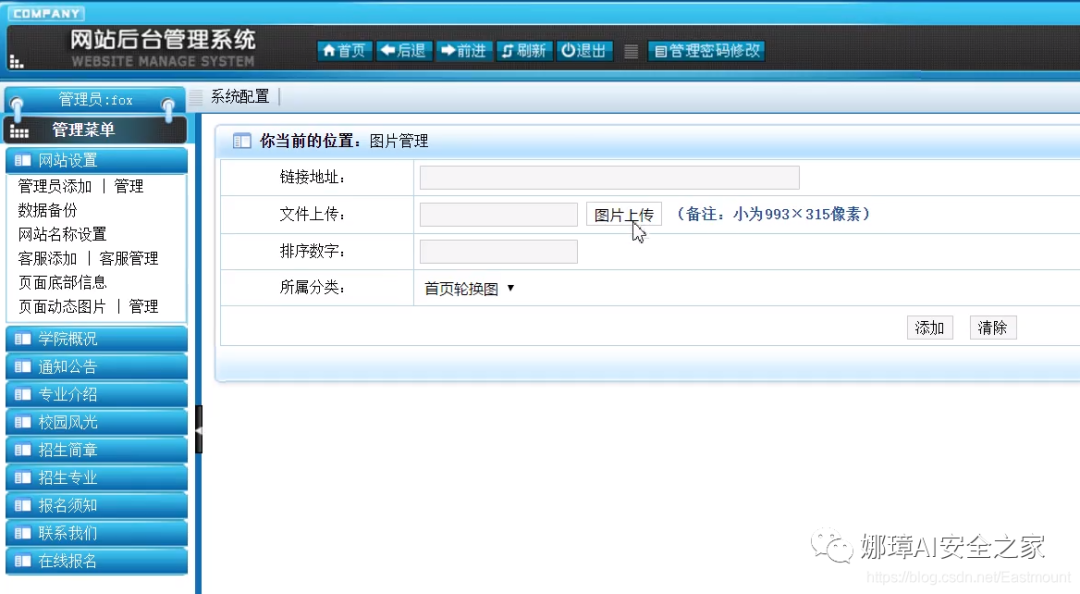 COMPANY
网站后台管理系统
WEBSITE MANAGE SYSTEM
首页 后退 前进 刷新 退出 管理密码修改
管理员:fox
系统配置
管理菜单
网站设置
管理员添加 | 管理
数据备份
网站名称设置
客服添加 | 客服管理
页面底部信息
页面动态图片 | 管理
学院概况
通知公告
专业介绍
校园风光
招生简章
招生专业
报名须知
联系我们
在线报名
你当前的位置：图片管理
链接地址：
文件上传： 图片上传 （备注：小为993×315像素）
排序数字：
所属分类： 首页轮换图
添加 清除
娜璋AI安全之家
https://blog.csdn.net/Eastmount